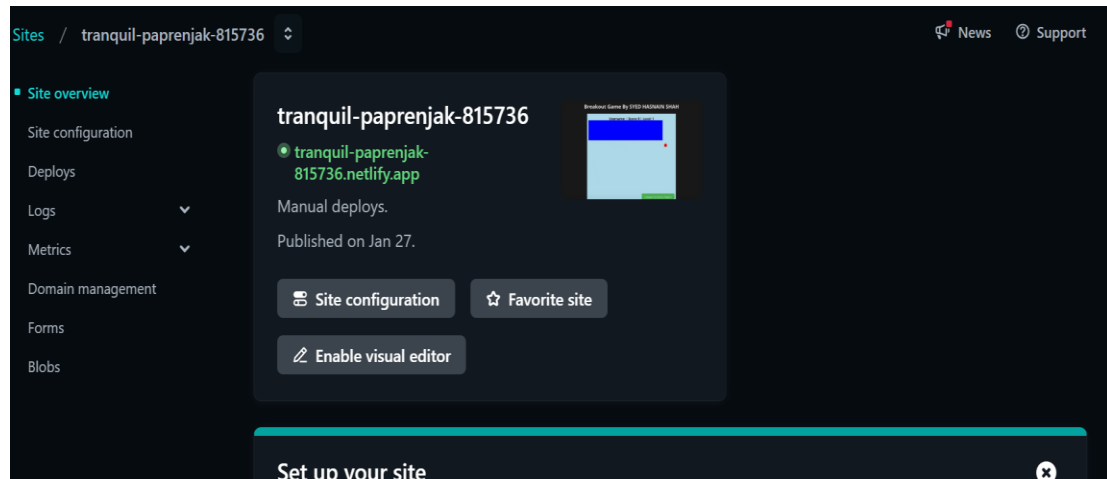 Sites / tranquil-paprenjak-815736
News
Support
Site overview
Site configuration
Deploys
Logs
Metrics
Domain management
Forms
Blobs
tranquil-paprenjak-815736
tranquil-paprenjak-
815736.netlify.app
Manual deploys.
Published on Jan 27.
Breakout Game By SYED HASNAIN SHAH
Site configuration
Favorite site
Enable visual editor
Set up your site